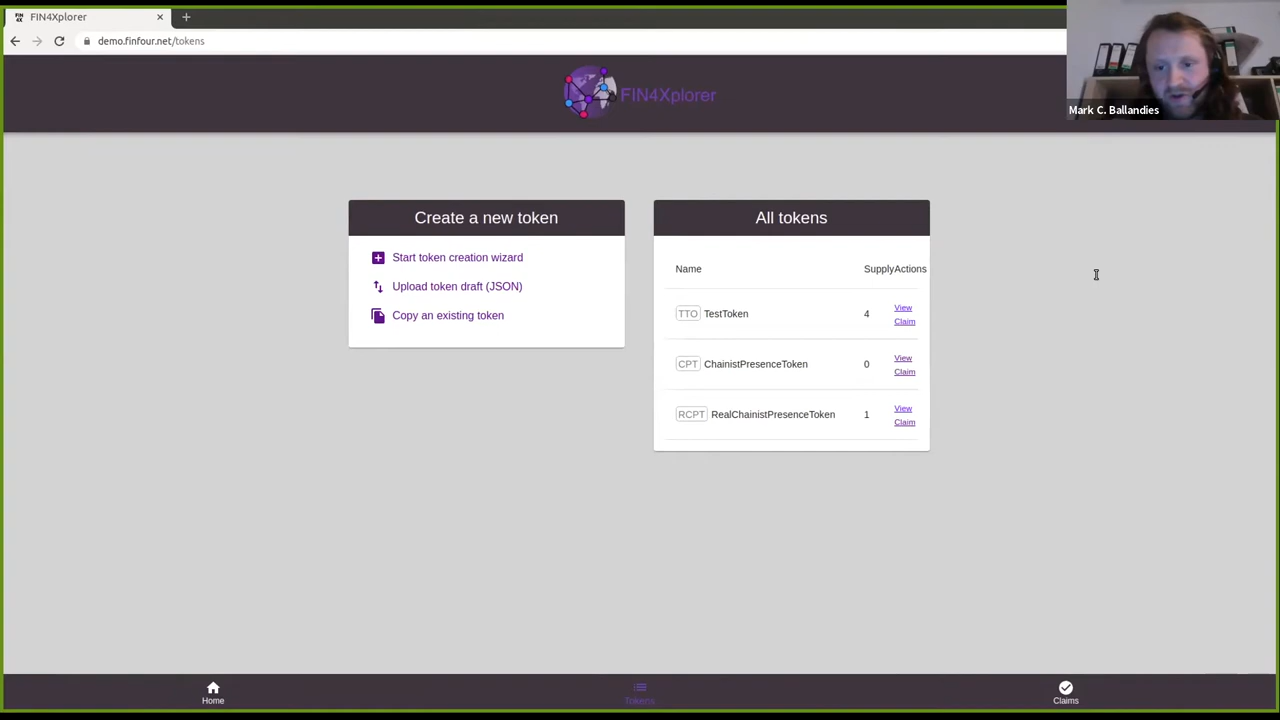 FIN4Xplorer
demo.finfour.net/tokens
FIN4Xplorer
Mark C. Ballandies
Create a new token
Start token creation wizard
Upload token draft (JSON)
Copy an existing token
All tokens
Name SupplyActions
TTO TestToken 4 View
Claim
CPT ChainistPresenceToken 0 View
Claim
RCPT RealChainistPresenceToken 1 View
Claim
Home
Tokens
Claims